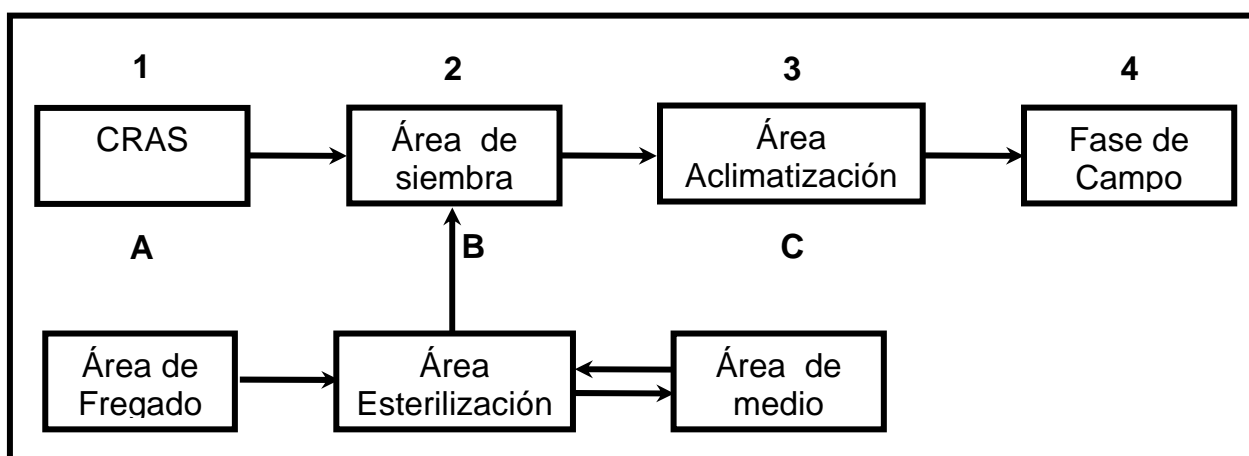 1 2 3 4
CRAS
Área de
siembra
Área
Aclimatización
Fase de
Campo
A B C
Área de
Fregado
Área
Esterilización
Área de
medio